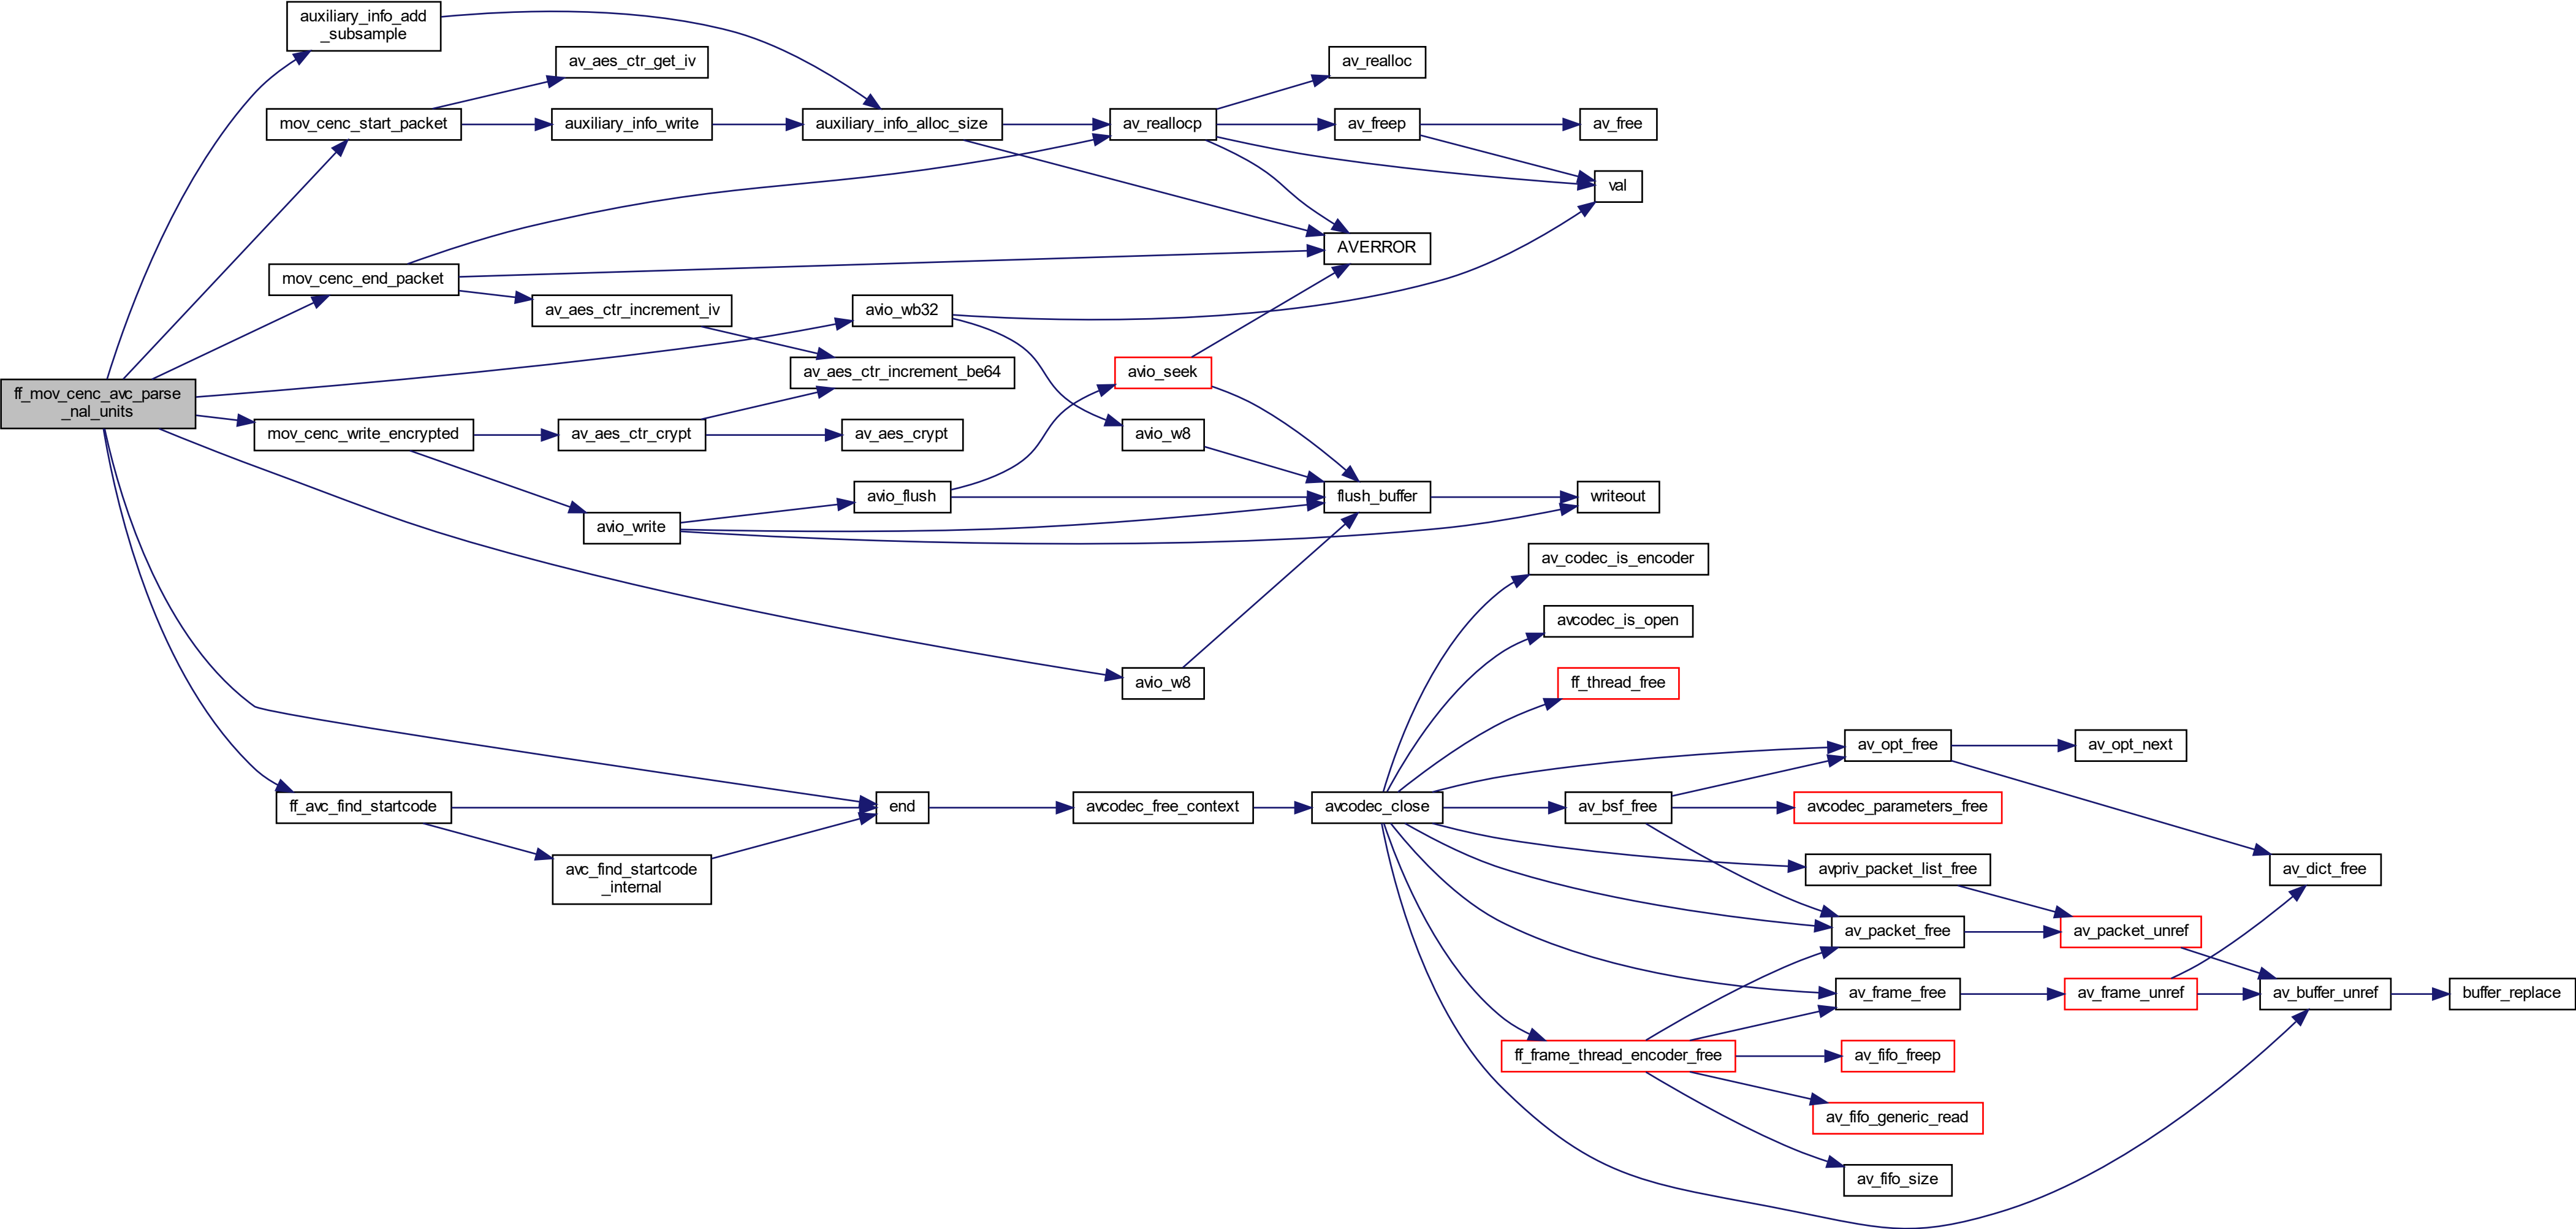 auxiliary_info_add
_subsample
av_aes_ctr_get_iv
av_realloc
mov_cenc_start_packet
auxiliary_info_write
auxiliary_info_alloc_size
av_reallocp
av_freep
av_free
val
AVERROR
mov_cenc_end_packet
av_aes_ctr_increment_iv
avio_wb32
av_aes_ctr_increment_be64
avio_seek
ff_mov_cenc_avc_parse
_nal_units
mov_cenc_write_encrypted
av_aes_ctr_crypt
av_aes_crypt
avio_w8
avio_flush
flush_buffer
writeout
avio_write
av_codec_is_encoder
avcodec_is_open
avio_w8
ff_thread_free
av_opt_free
av_opt_next
ff_avc_find_startcode
end
avcodec_free_context
avcodec_close
av_bsf_free
avcodec_parameters_free
avc_find_startcode
_internal
avpriv_packet_list_free
av_dict_free
av_packet_free
av_packet_unref
av_frame_free
av_frame_unref
av_buffer_unref
buffer_replace
ff_frame_thread_encoder_free
av_fifo_freep
av_fifo_generic_read
av_fifo_size